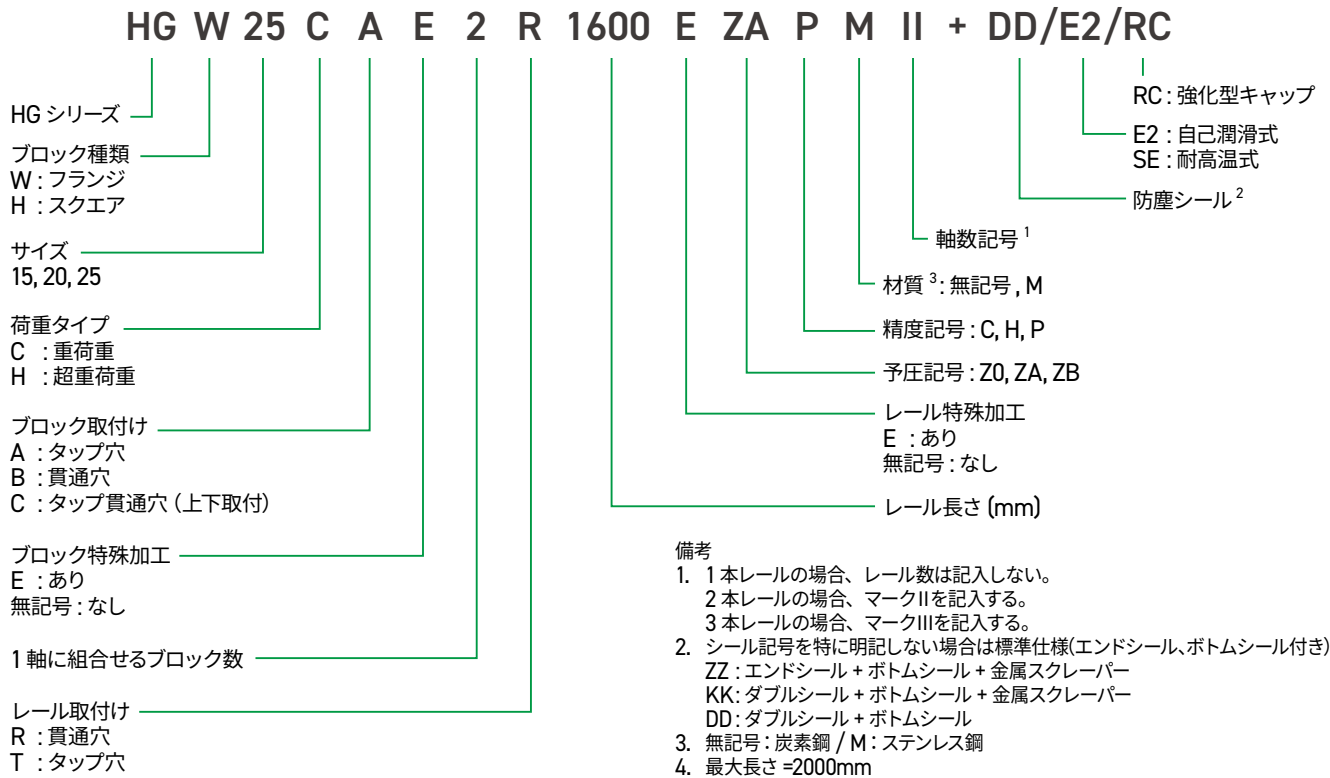 HG W 25 C A E 2 R 1600 E ZA P M II + DD/E2/RC
HG シリーズ
ブロック種類
W : フランジ
H : スクエア
サイズ
15, 20, 25
荷重タイプ
C : 重荷重
H : 超重荷重
ブロック取付け
A : タップ穴
B : 貫通穴
C : タップ貫通穴 (上下取付)
ブロック特殊加工
E : あり
無記号 : なし
1 軸に組合せるブロック数
レール取付け
R : 貫通穴
T : タップ穴
RC : 強化型キャップ
E2 : 自己潤滑式
SE : 耐高温式
防塵シール 2
軸数記号 1
材質 3 : 無記号 , M
精度記号 : C, H, P
予圧記号 : Z0, ZA, ZB
レール特殊加工
E : あり
無記号 : なし
レール長さ (mm)
備考
1. 1 本レールの場合、レール数は記入しない。
2 本レールの場合、マークIIを記入する。
3 本レールの場合、マークIIIを記入する。
2. シール記号を特に明記しない場合は標準仕様(エンドシール、ボトムシール付き)
ZZ : エンドシール + ボトムシール + 金属スクレーパー
KK: ダブルシール + ボトムシール + 金属スクレーパー
DD : ダブルシール + ボトムシール
3. 無記号 : 炭素鋼 / M : ステンレス鋼
4. 最大長さ =2000mm